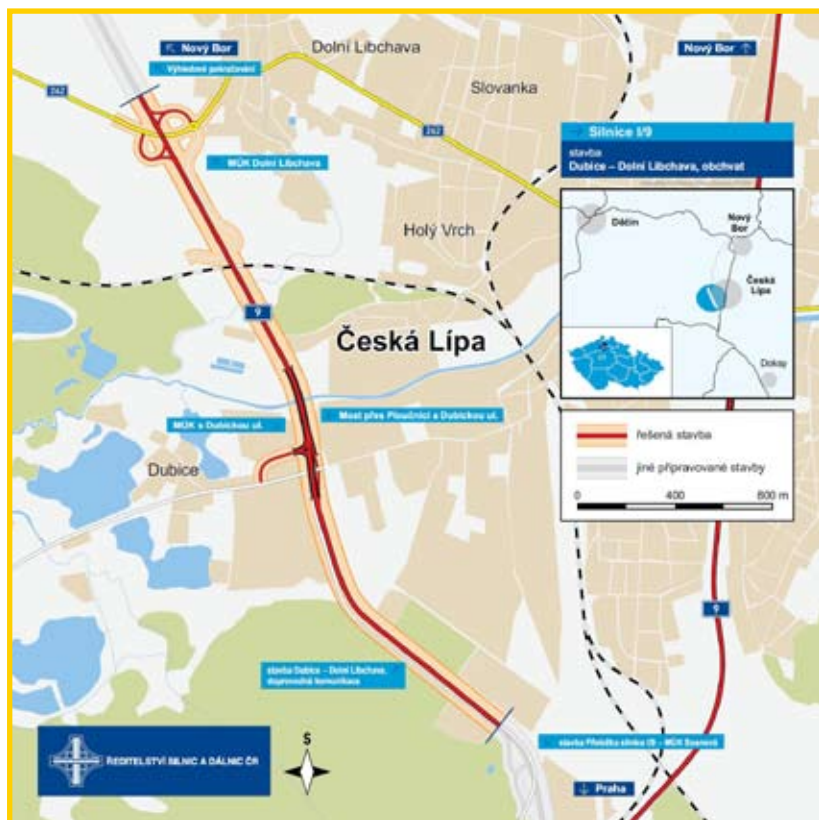 Nový Bor
Dolní Libchava
Nový Bor
Výhledové pokračování
262
Slovanka
262
262
Silnice I/9
stavba
Dubice – Dolní Libchava, obchvat
MÚK Dolní Libchava
Děčín
Nový
Bor
Holý Vrch
Česká
Lípa
9
Česká Lípa
Doksy
MÚK s Dubickou ul.
Most přes Ploučnici a Dubickou ul.
řešená stavba
Dubice
jiné připravované stavby
0 400 800 m
9
stavba Dubice – Dolní Libchava,
doprovodná komunikace
stavba Přeložka silnice I/9 – MÚK
ŘEDITELSTVÍ SILNIC A DÁLNIC ČR
S
Praha